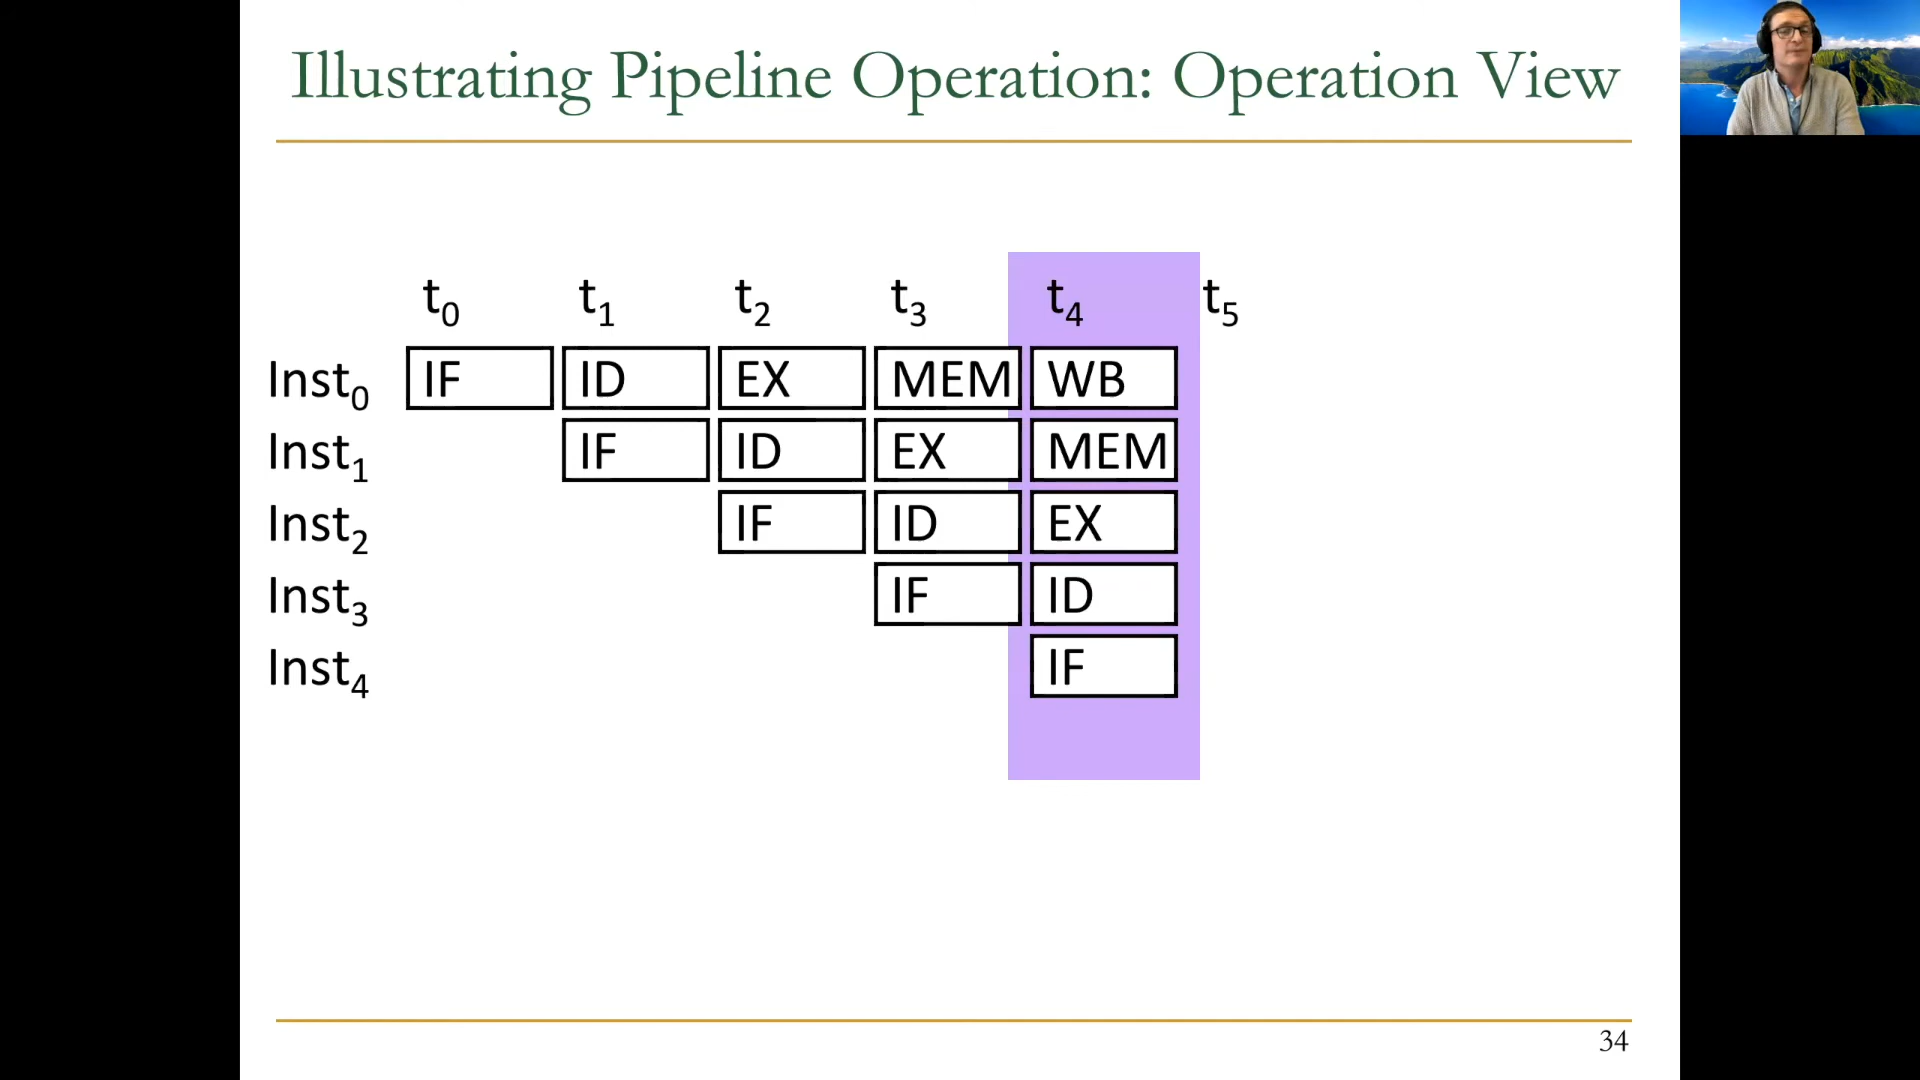 Illustrating Pipeline Operation: Operation View
t0 t1 t2 t3 t4 t5
Inst0 IF ID EX MEM WB
Inst1 IF ID EX MEM
Inst2 IF ID EX
Inst3 IF ID
Inst4 IF
34